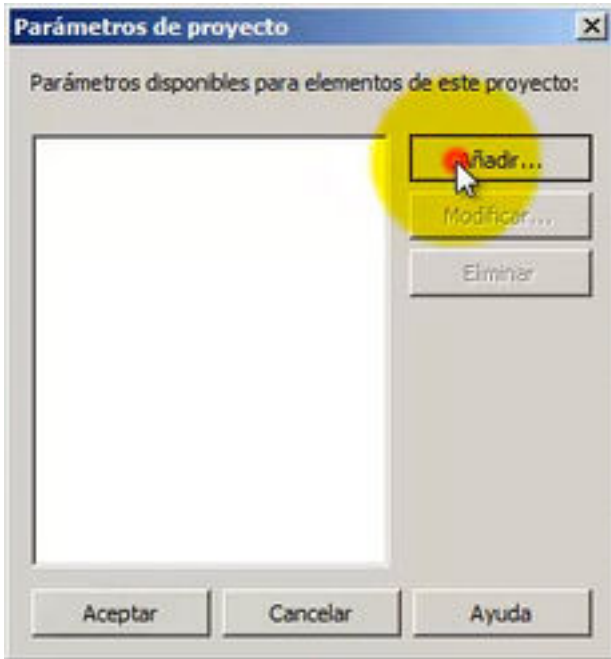 Parámetros de proyecto
Parámetros disponibles para elementos de este proyecto:
Añadir...
Modificar...
Eliminar
Aceptar Cancelar Ayuda